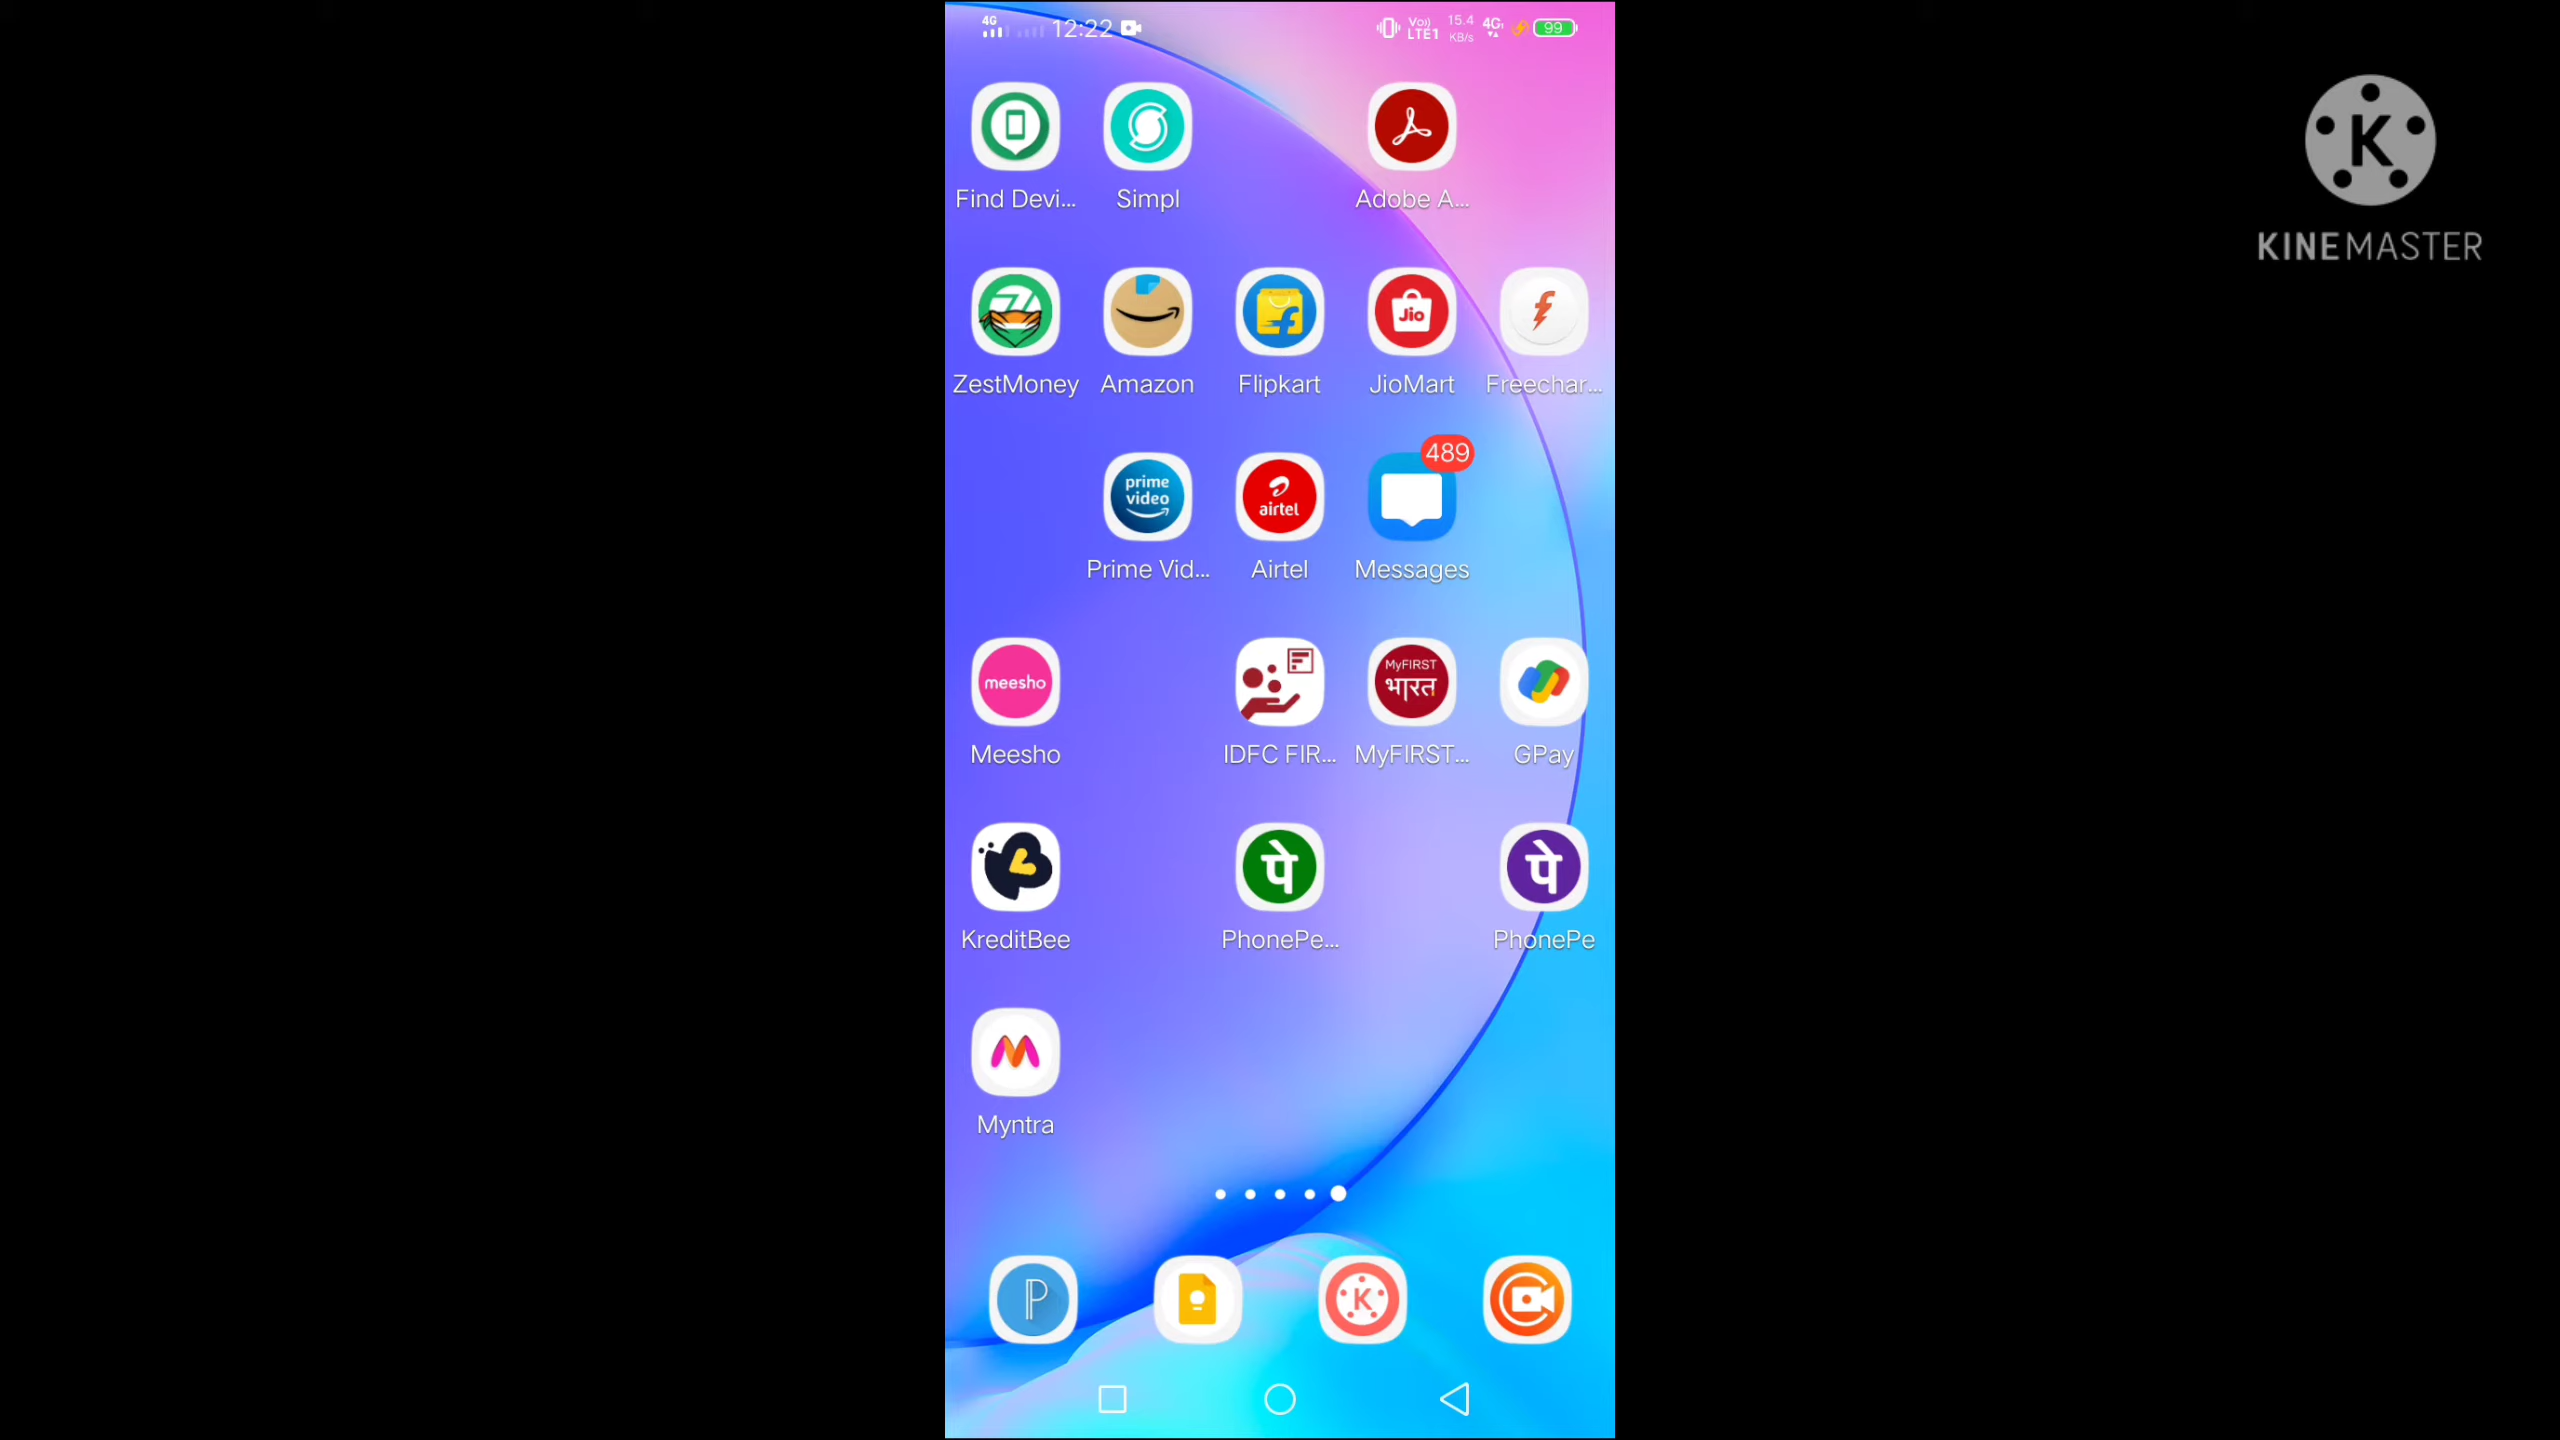 4G 12:22 Vo)) LTE1 15.4 KB/s 4G 99
K
KINEMASTER
Find Devi... Simpl Adobe A...
Jio
ZestMoney Amazon Flipkart JioMart Freechar...
489
prime video airtel
Prime Vid... Airtel Messages
meesho MyFIRST भारत
Meesho IDFC FIR... MyFIRST... GPay
पे पे
KreditBee PhonePe... PhonePe
Myntra
P K